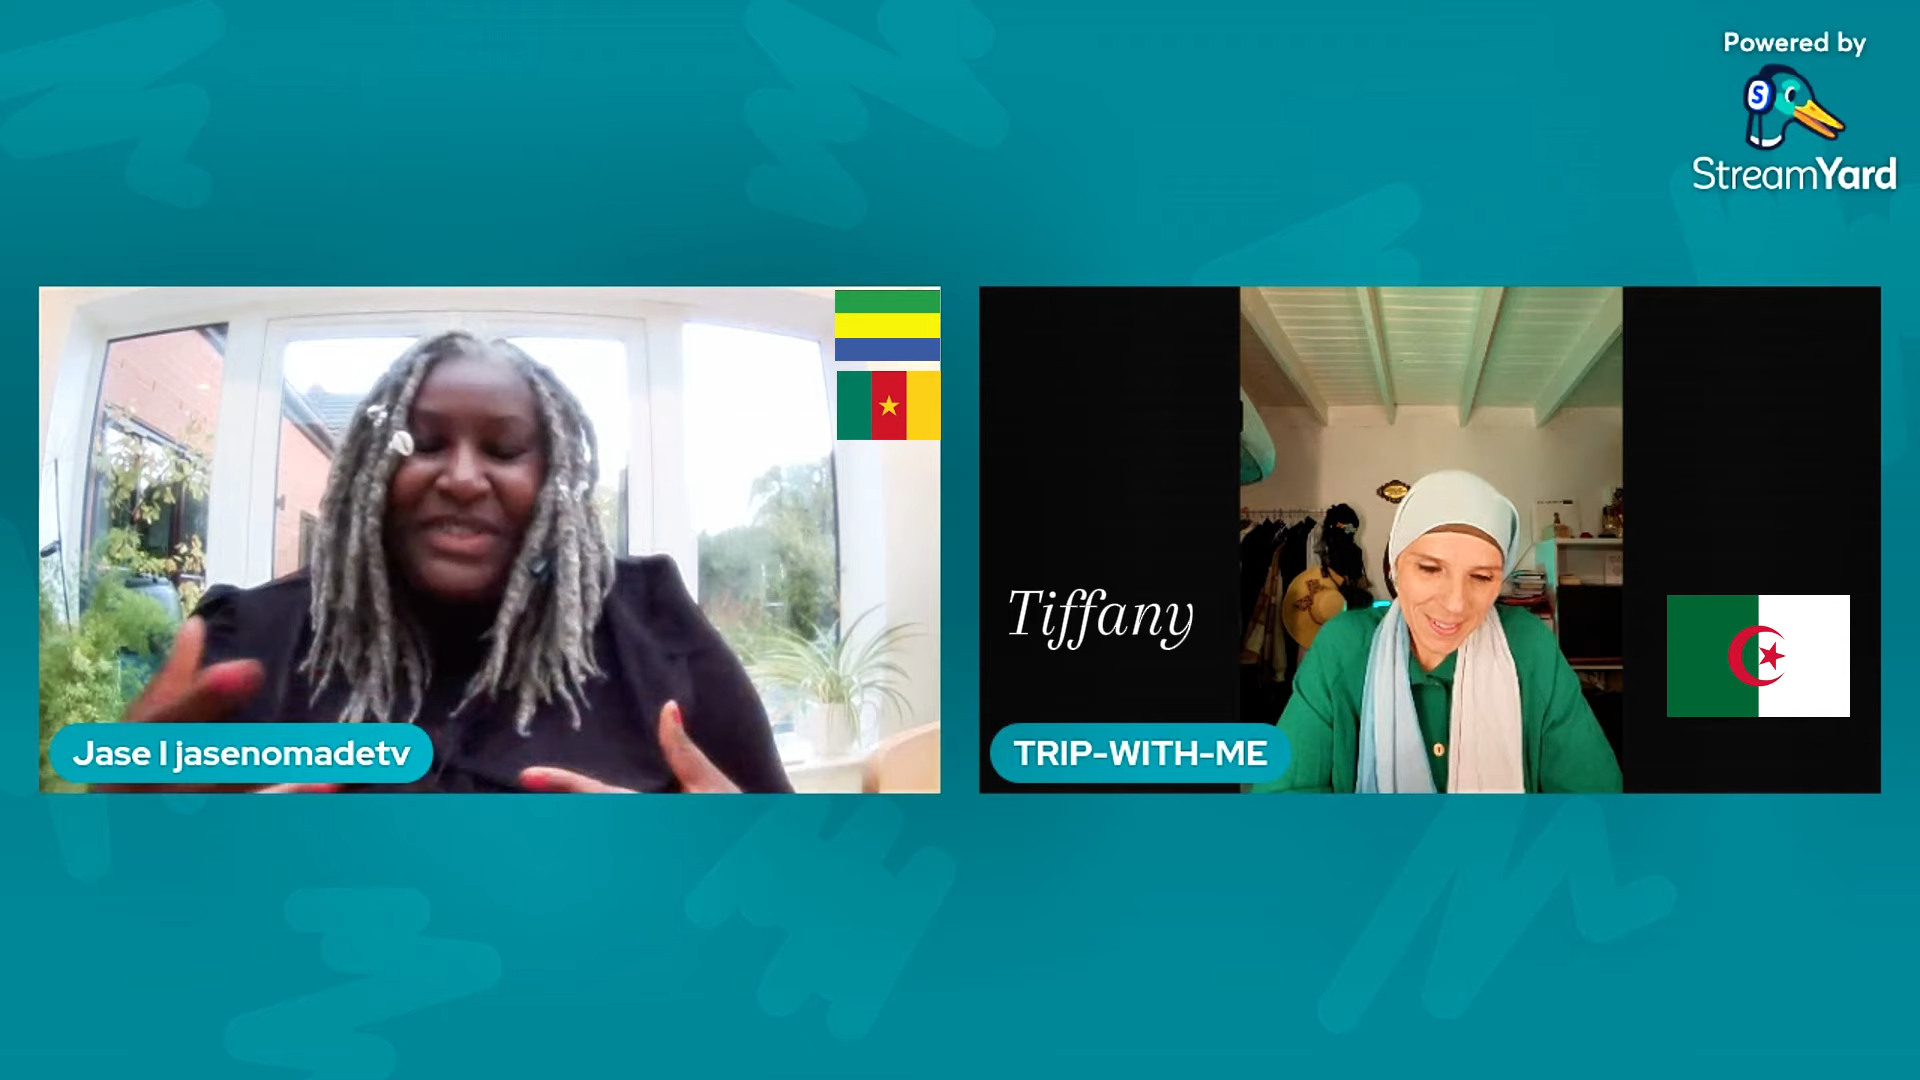 Powered by
S
StreamYard
Tiffany
Jase I jasenomadetv
TRIP-WITH-ME